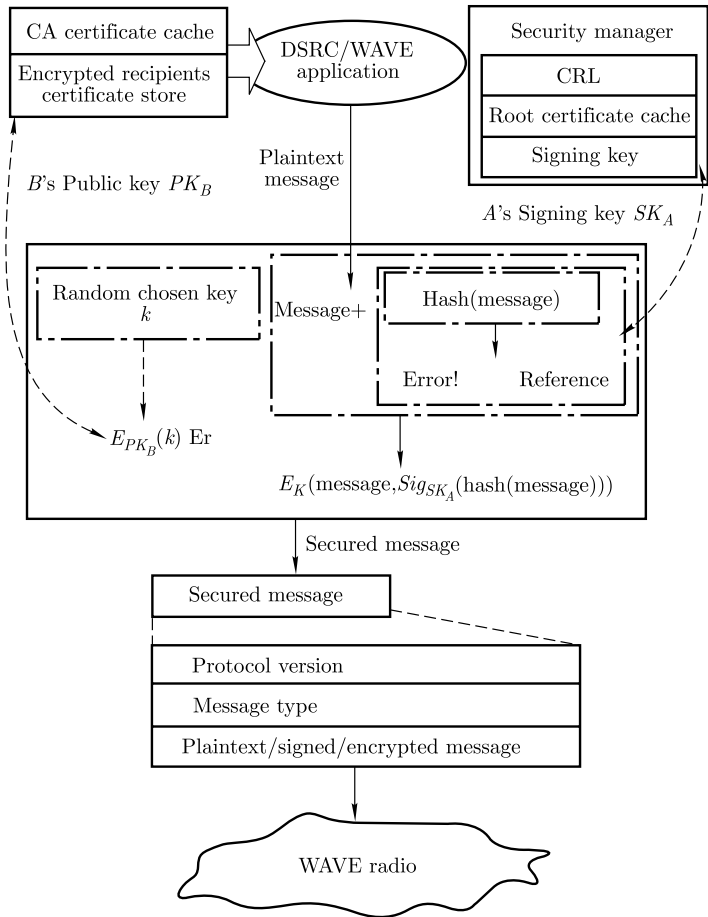 CA certificate cache
Encrypted recipients
certificate store
DSRC/WAVE
application
Security manager
CRL
Root certificate cache
Signing key
Plaintext
message
B's Public key PK_B
A's Signing key SK_A
Random chosen key
k
Message+
Hash(message)
Error!
Reference
E_{PK_B}(k) Er
E_K(message,Sig_{SK_A}(hash(message)))
Secured message
Secured message
Protocol version
Message type
Plaintext/signed/encrypted message
WAVE radio